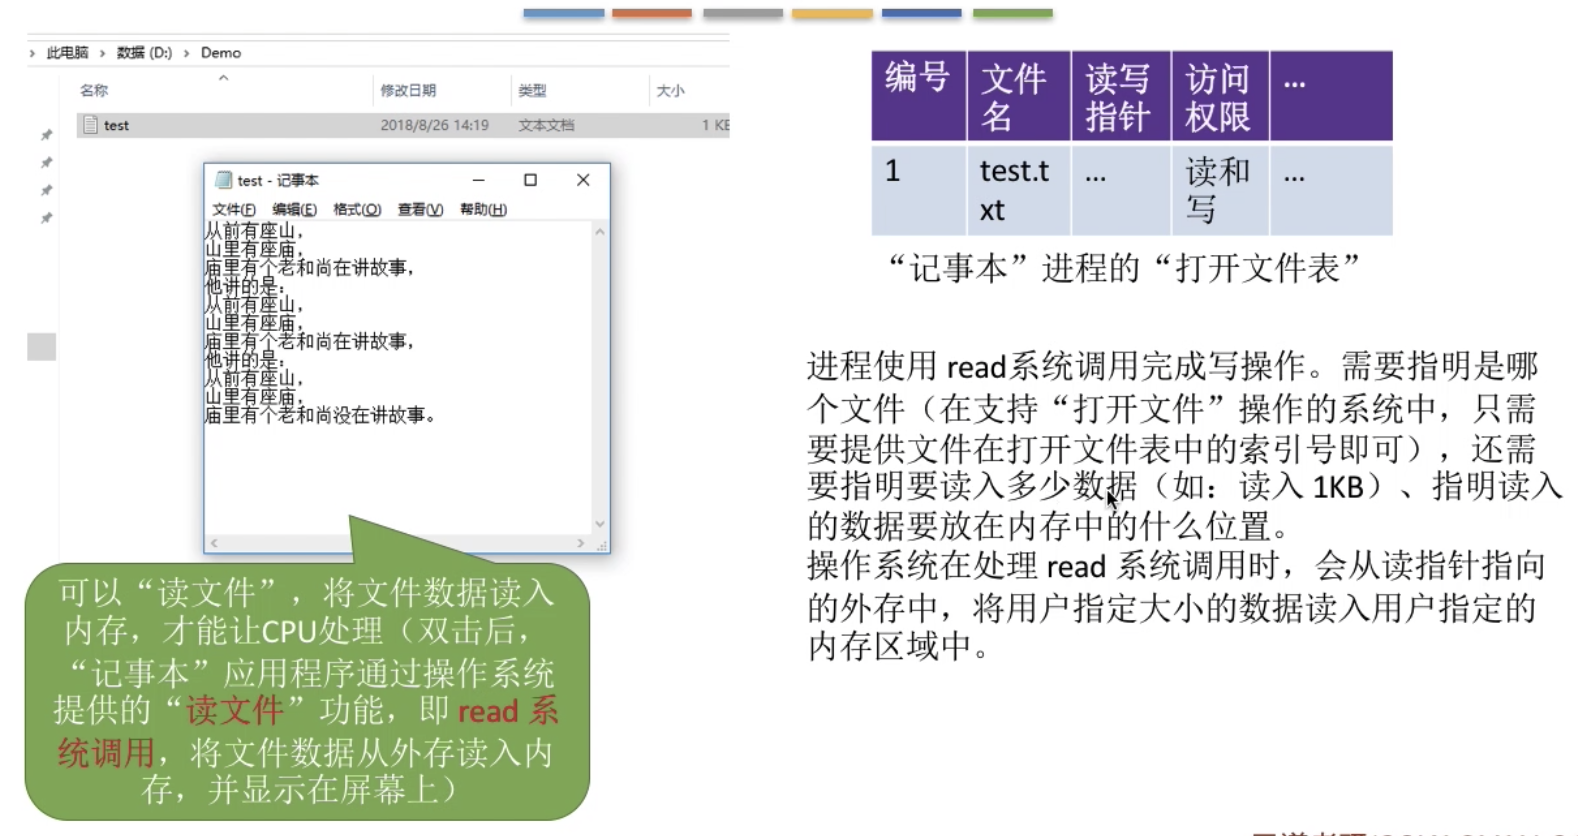 此电脑 › 数据 (D:) › Demo
名称 修改日期 类型 大小
test 2018/8/26 14:19 文本文档 1 KB
test - 记事本
文件(F) 编辑(E) 格式(O) 查看(V) 帮助(H)
从前有座山，
山里有座庙，
庙里有个老和尚在讲故事，
他讲的是：
从前有座山，
山里有座庙，
庙里有个老和尚在讲故事，
他讲的是：
从前有座山，
山里有座庙，
庙里有个老和尚没在讲故事。
可以“读文件”，将文件数据读入
内存，才能让CPU处理（双击后，
“记事本”应用程序通过操作系统
提供的“读文件”功能，即 read 系
统调用，将文件数据从外存读入内
存，并显示在屏幕上）
编号 文件 读写 访问 ...
名 指针 权限
1 test.t ... 读和 ...
xt 写
“记事本”进程的“打开文件表”
进程使用 read系统调用完成写操作。需要指明是哪
个文件（在支持“打开文件”操作的系统中，只需
要提供文件在打开文件表中的索引号即可），还需
要指明要读入多少数据（如：读入 1KB）、指明读入
的数据要放在内存中的什么位置。
操作系统在处理 read 系统调用时，会从读指针指向
的外存中，将用户指定大小的数据读入用户指定的
内存区域中。